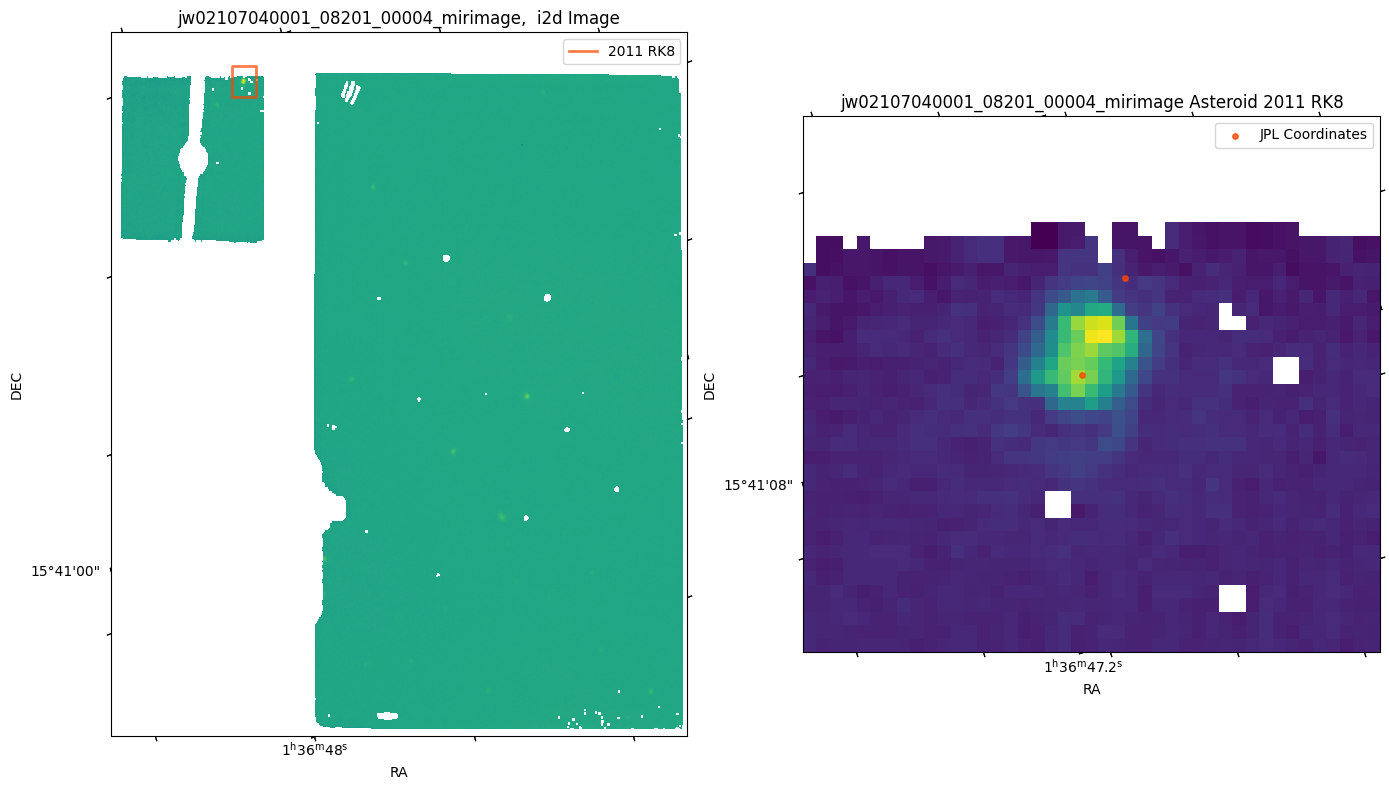 jw02107040001_08201_00004_mirimage,  i2d Image
2011 RK8
DEC
15°41'00"
1h36m48s
RA
jw02107040001_08201_00004_mirimage Asteroid 2011 RK8
JPL Coordinates
DEC
15°41'08"
1h36m47.2s
RA